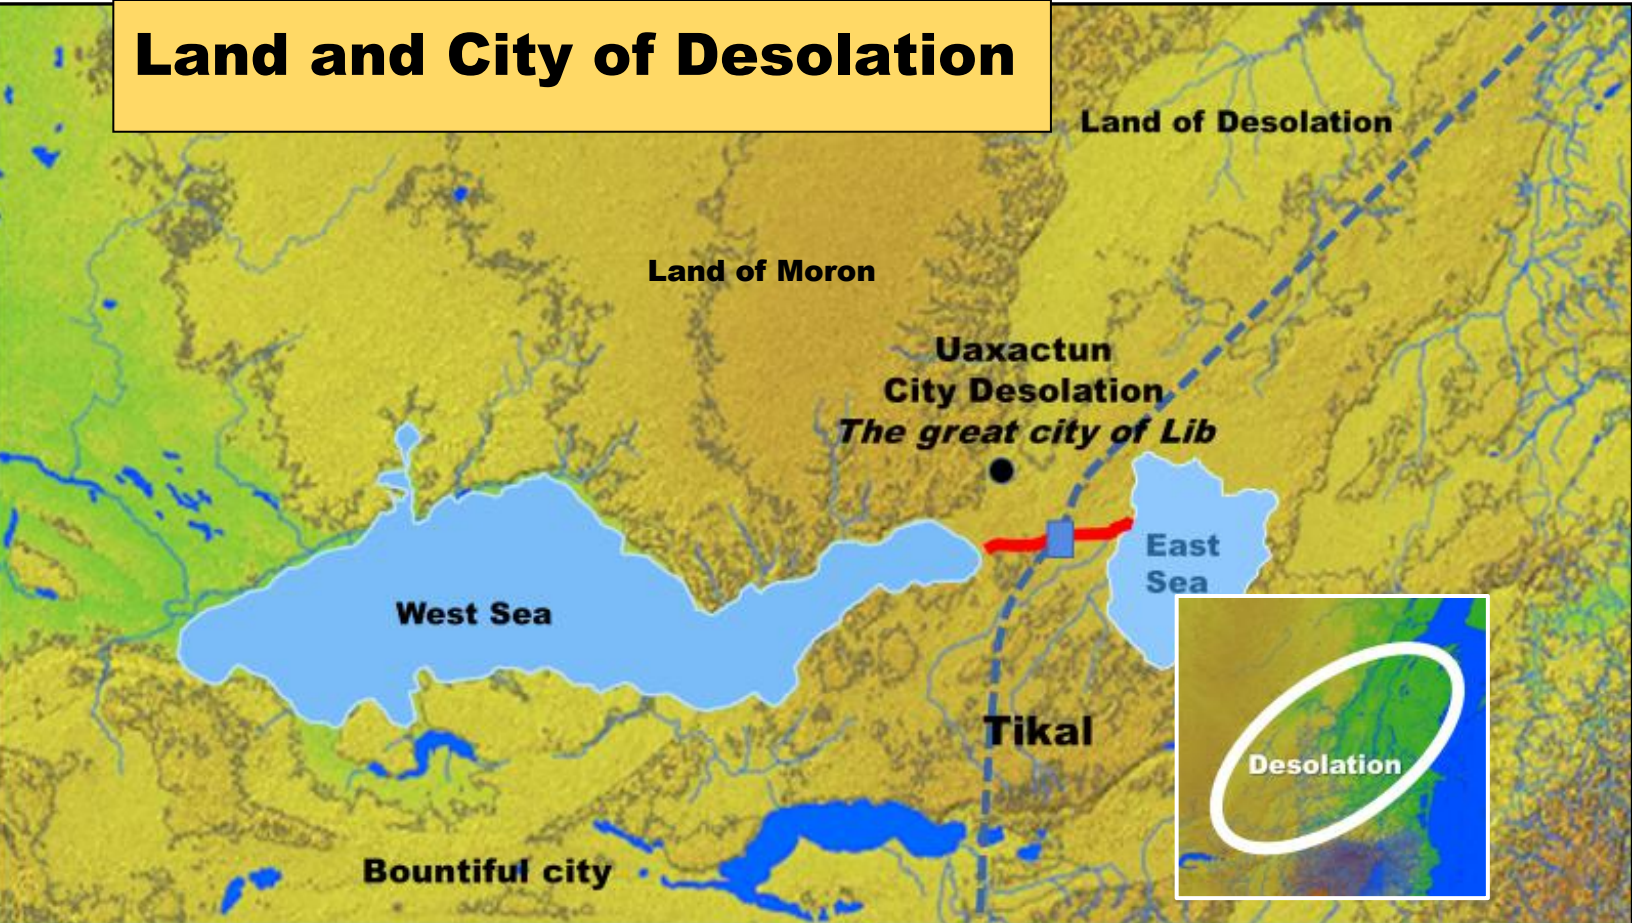 Land and City of Desolation
Land of Desolation
Land of Moron
Uaxactun
City Desolation
The great city of Lib
East
Sea
West Sea
Tikal
Desolation
Bountiful city